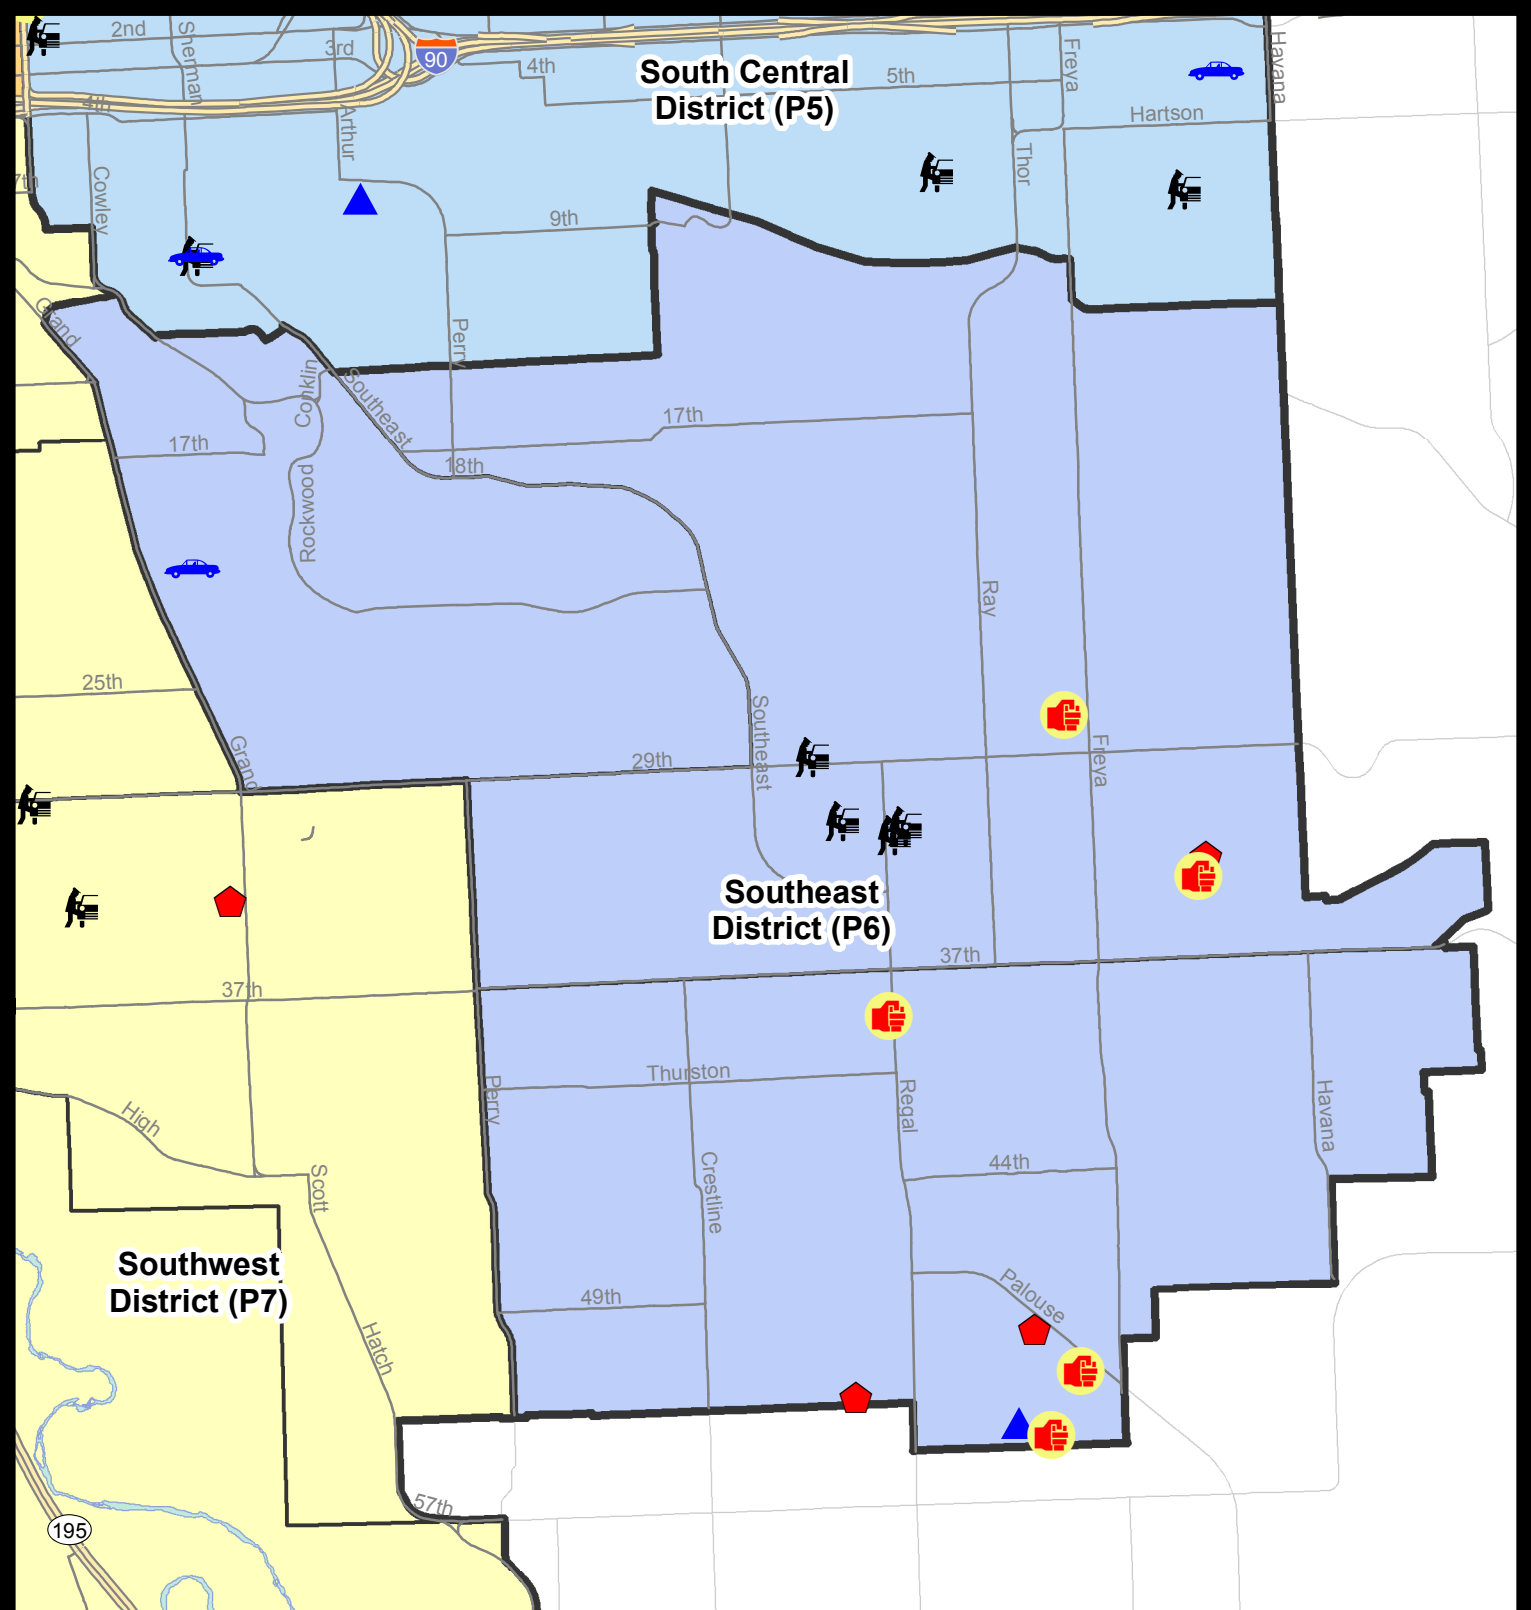 2nd
Sherman
3rd
90
4th
South Central
District (P5)
5th
Freya
Havana
4th
Arthur
Hartson
Thor
7th
Cowley
9th
Grand
Perry
Conklin
Southeast
17th
17th
18th
Rockwood
Ray
25th
Southeast
Grand
29th
Freya
Southeast
District (P6)
37th
37th
Perry
Thurston
Regal
Havana
High
Scott
Crestline
44th
Southwest
District (P7)
49th
Palouse
Hatch
57th
195